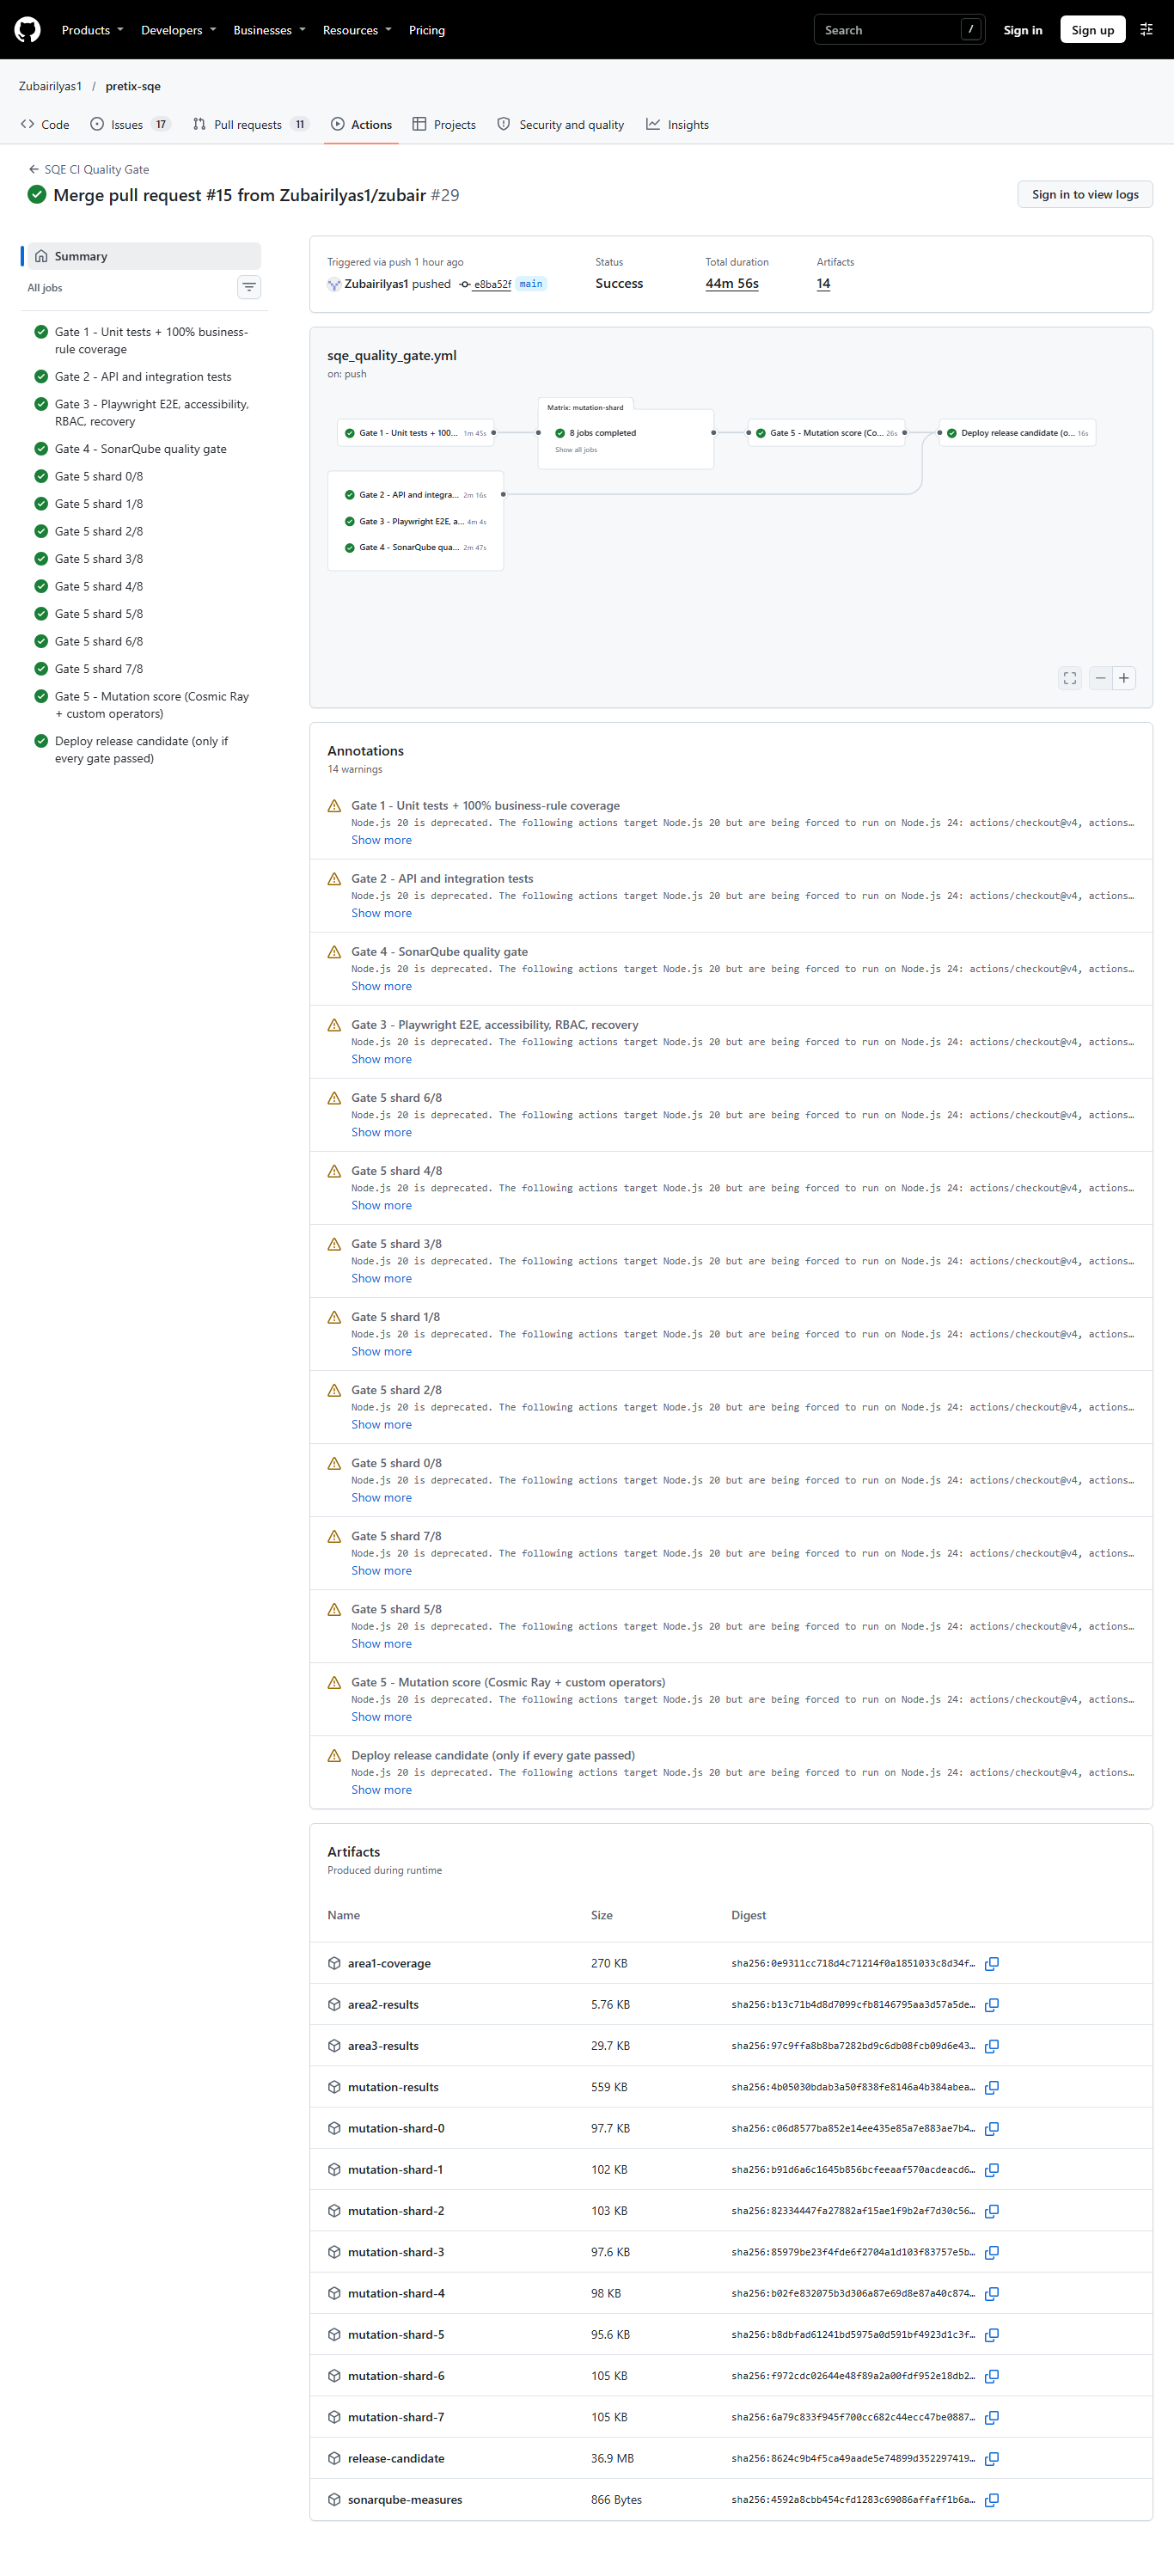 Products Developers Businesses Resources Pricing Search / Sign in Sign up
Zubairilyas1 / pretix-sqe
Code Issues 17 Pull requests 11 Actions Projects Security and quality Insights
SQE CI Quality Gate
Merge pull request #15 from Zubairilyas1/zubair #29
Sign in to view logs
Summary
All jobs
Gate 1 - Unit tests + 100% business-
rule coverage
Gate 2 - API and integration tests
Gate 3 - Playwright E2E, accessibility,
RBAC, recovery
Gate 4 - SonarQube quality gate
Gate 5 shard 0/8
Gate 5 shard 1/8
Gate 5 shard 2/8
Gate 5 shard 3/8
Gate 5 shard 4/8
Gate 5 shard 5/8
Gate 5 shard 6/8
Gate 5 shard 7/8
Gate 5 - Mutation score (Cosmic Ray
+ custom operators)
Deploy release candidate (only if
every gate passed)
Triggered via push 1 hour ago
Zubairilyas1 pushed e8ba52f main
Status
Success
Total duration
44m 56s
Artifacts
14
sqe_quality_gate.yml
on: push
Matrix: mutation-shard
Gate 1 - Unit tests + 100... 1m 45s
8 jobs completed
Show all jobs
Gate 5 - Mutation score (Co... 26s
Deploy release candidate (o... 16s
Gate 2 - API and integra... 2m 16s
Gate 3 - Playwright E2E, a... 4m 4s
Gate 4 - SonarQube qua... 2m 47s
Annotations
14 warnings
Gate 1 - Unit tests + 100% business-rule coverage
Node.js 20 is deprecated. The following actions target Node.js 20 but are being forced to run on Node.js 24: actions/checkout@v4, actions…
Show more
Gate 2 - API and integration tests
Node.js 20 is deprecated. The following actions target Node.js 20 but are being forced to run on Node.js 24: actions/checkout@v4, actions…
Show more
Gate 4 - SonarQube quality gate
Node.js 20 is deprecated. The following actions target Node.js 20 but are being forced to run on Node.js 24: actions/checkout@v4, actions…
Show more
Gate 3 - Playwright E2E, accessibility, RBAC, recovery
Node.js 20 is deprecated. The following actions target Node.js 20 but are being forced to run on Node.js 24: actions/checkout@v4, actions…
Show more
Gate 5 shard 6/8
Node.js 20 is deprecated. The following actions target Node.js 20 but are being forced to run on Node.js 24: actions/checkout@v4, actions…
Show more
Gate 5 shard 4/8
Node.js 20 is deprecated. The following actions target Node.js 20 but are being forced to run on Node.js 24: actions/checkout@v4, actions…
Show more
Gate 5 shard 3/8
Node.js 20 is deprecated. The following actions target Node.js 20 but are being forced to run on Node.js 24: actions/checkout@v4, actions…
Show more
Gate 5 shard 1/8
Node.js 20 is deprecated. The following actions target Node.js 20 but are being forced to run on Node.js 24: actions/checkout@v4, actions…
Show more
Gate 5 shard 2/8
Node.js 20 is deprecated. The following actions target Node.js 20 but are being forced to run on Node.js 24: actions/checkout@v4, actions…
Show more
Gate 5 shard 0/8
Node.js 20 is deprecated. The following actions target Node.js 20 but are being forced to run on Node.js 24: actions/checkout@v4, actions…
Show more
Gate 5 shard 7/8
Node.js 20 is deprecated. The following actions target Node.js 20 but are being forced to run on Node.js 24: actions/checkout@v4, actions…
Show more
Gate 5 shard 5/8
Node.js 20 is deprecated. The following actions target Node.js 20 but are being forced to run on Node.js 24: actions/checkout@v4, actions…
Show more
Gate 5 - Mutation score (Cosmic Ray + custom operators)
Node.js 20 is deprecated. The following actions target Node.js 20 but are being forced to run on Node.js 24: actions/checkout@v4, actions…
Show more
Deploy release candidate (only if every gate passed)
Node.js 20 is deprecated. The following actions target Node.js 20 but are being forced to run on Node.js 24: actions/checkout@v4, actions…
Show more
Artifacts
Produced during runtime
Name Size Digest
area1-coverage 270 KB sha256:0e9311cc718d4c71214f0a1851033c8d34f…
area2-results 5.76 KB sha256:b13c71b4d8d7099cfb8146795aa3d57a5de…
area3-results 29.7 KB sha256:97c9ffa8b8ba7282bd9c6db08fcb09d6e43…
mutation-results 559 KB sha256:4b05030bdab3a50f838fe8146a4b384abea…
mutation-shard-0 97.7 KB sha256:c06d8577ba852e14ee435e85a7e883ae7b4…
mutation-shard-1 102 KB sha256:b91d6a6c1645b856bcfeeaaf570acdeacd6…
mutation-shard-2 103 KB sha256:82334447fa27882af15ae1f9b2af7d30c56…
mutation-shard-3 97.6 KB sha256:85979be23f4fde6f2704a1d103f83757e5b…
mutation-shard-4 98 KB sha256:b02fe832075b3d306a87e69d8e87a40c874…
mutation-shard-5 95.6 KB sha256:b8dbfad61241bd5975a0d591bf4923d1c3f…
mutation-shard-6 105 KB sha256:f972cdc02644e48f89a2a00fdf952e18db2…
mutation-shard-7 105 KB sha256:6a79c833f945f700cc682c44ecc47be0887…
release-candidate 36.9 MB sha256:8624c9b4f5ca49aade5e74899d352297419…
sonarqube-measures 866 Bytes sha256:4592a8cbb454cfd1283c69086affaff1b6a…